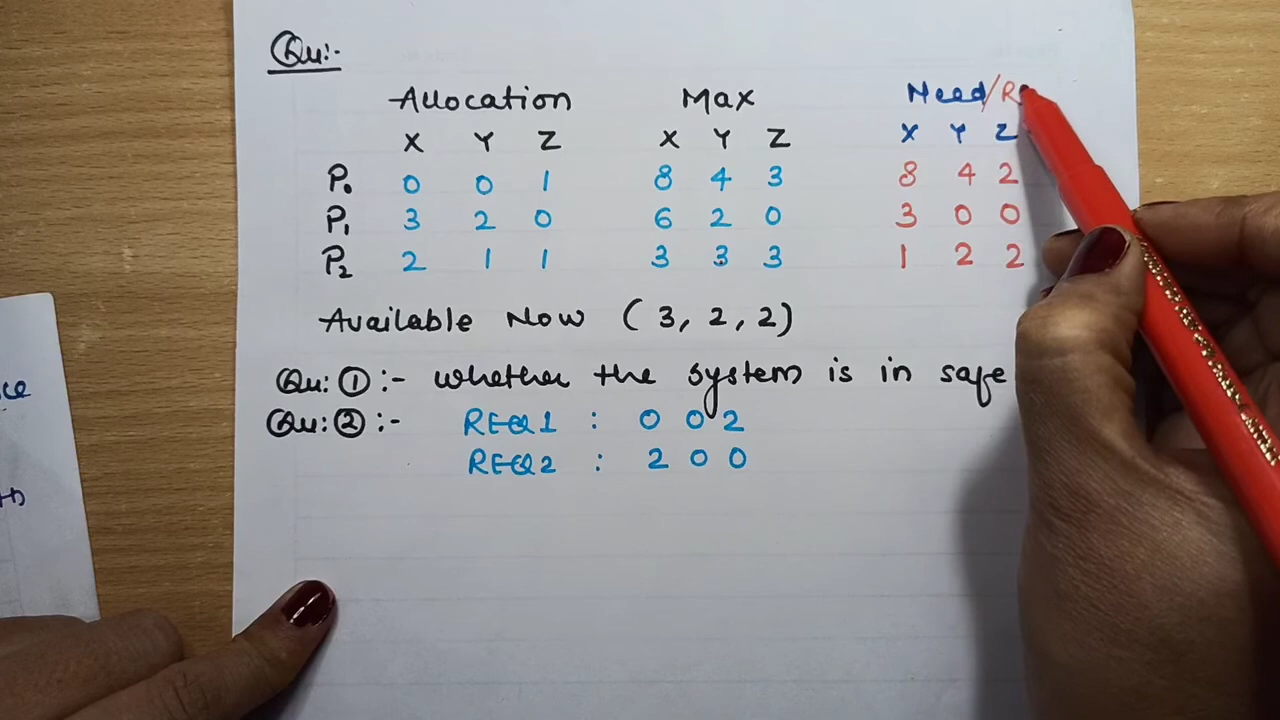 Qu:-
Allocation Max Need/R
X Y Z X Y Z X Y Z
P0 0 0 1 8 4 3 8 4 2
P1 3 2 0 6 2 0 3 0 0
P2 2 1 1 3 3 3 1 2 2
Available Now (3, 2, 2)
Qu: ① :- whether the system is in safe
Qu: ② :- REQ1 : 0 0 2
REQ2 : 2 0 0